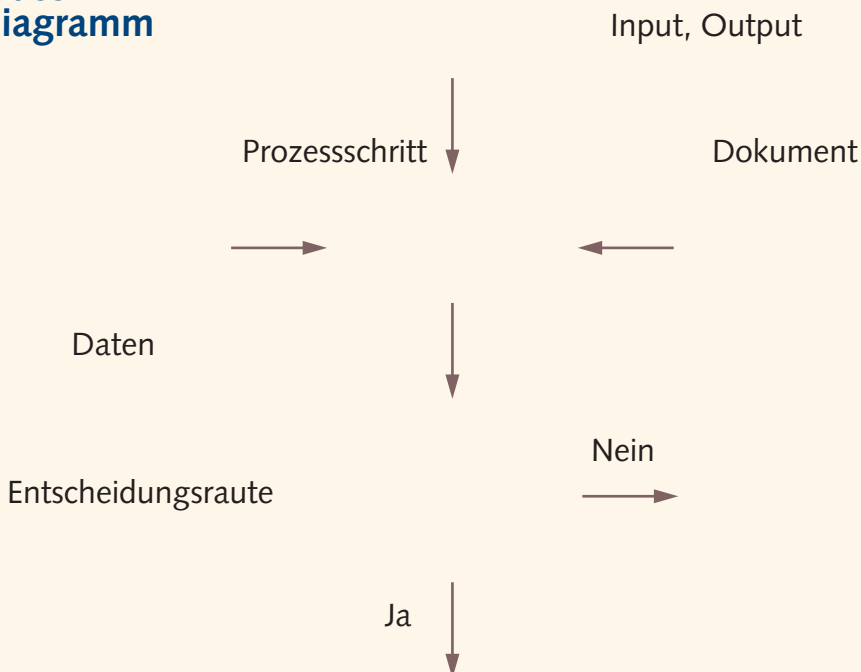 iagramm
Input, Output
Prozessschritt
Dokument
Daten
Nein
Entscheidungsraute
Ja